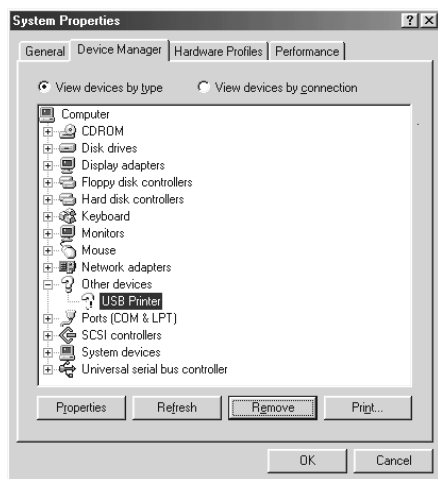 System Properties
General Device Manager Hardware Profiles Performance
View devices by type View devices by connection
Computer
CDROM
Disk drives
Display adapters
Floppy disk controllers
Hard disk controllers
Keyboard
Monitors
Mouse
Network adapters
Other devices
USB Printer
Ports (COM & LPT)
SCSI controllers
System devices
Universal serial bus controller
Properties Refresh Remove Print...
OK Cancel